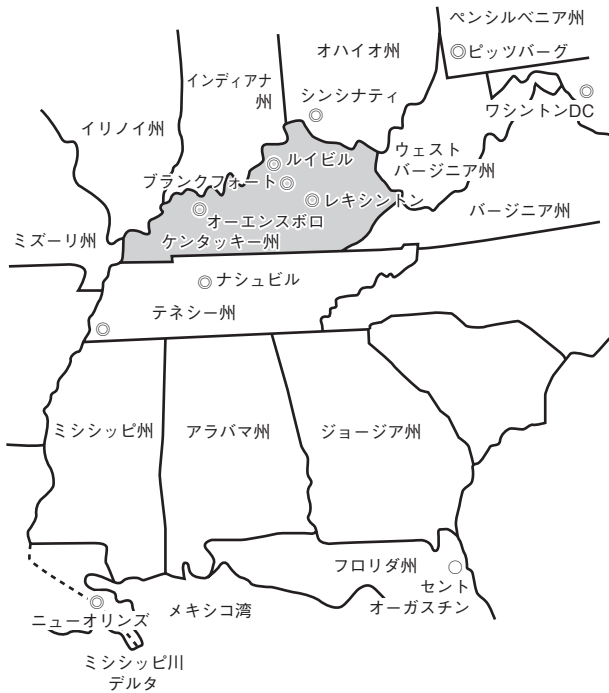 ペンシルベニア州
ピッツバーグ
オハイオ州
インディアナ
州
シンシナティ
ワシントンDC
イリノイ州
ウェスト
バージニア州
ルイビル
ブランクフォート
レキシントン
バージニア州
オーエンスボロ
ケンタッキー州
ミズーリ州
ナシュビル
テネシー州
ミシシッピ州
アラバマ州
ジョージア州
フロリダ州
セント
オーガスチン
メキシコ湾
ニューオリンズ
ミシシッピ川
デルタ